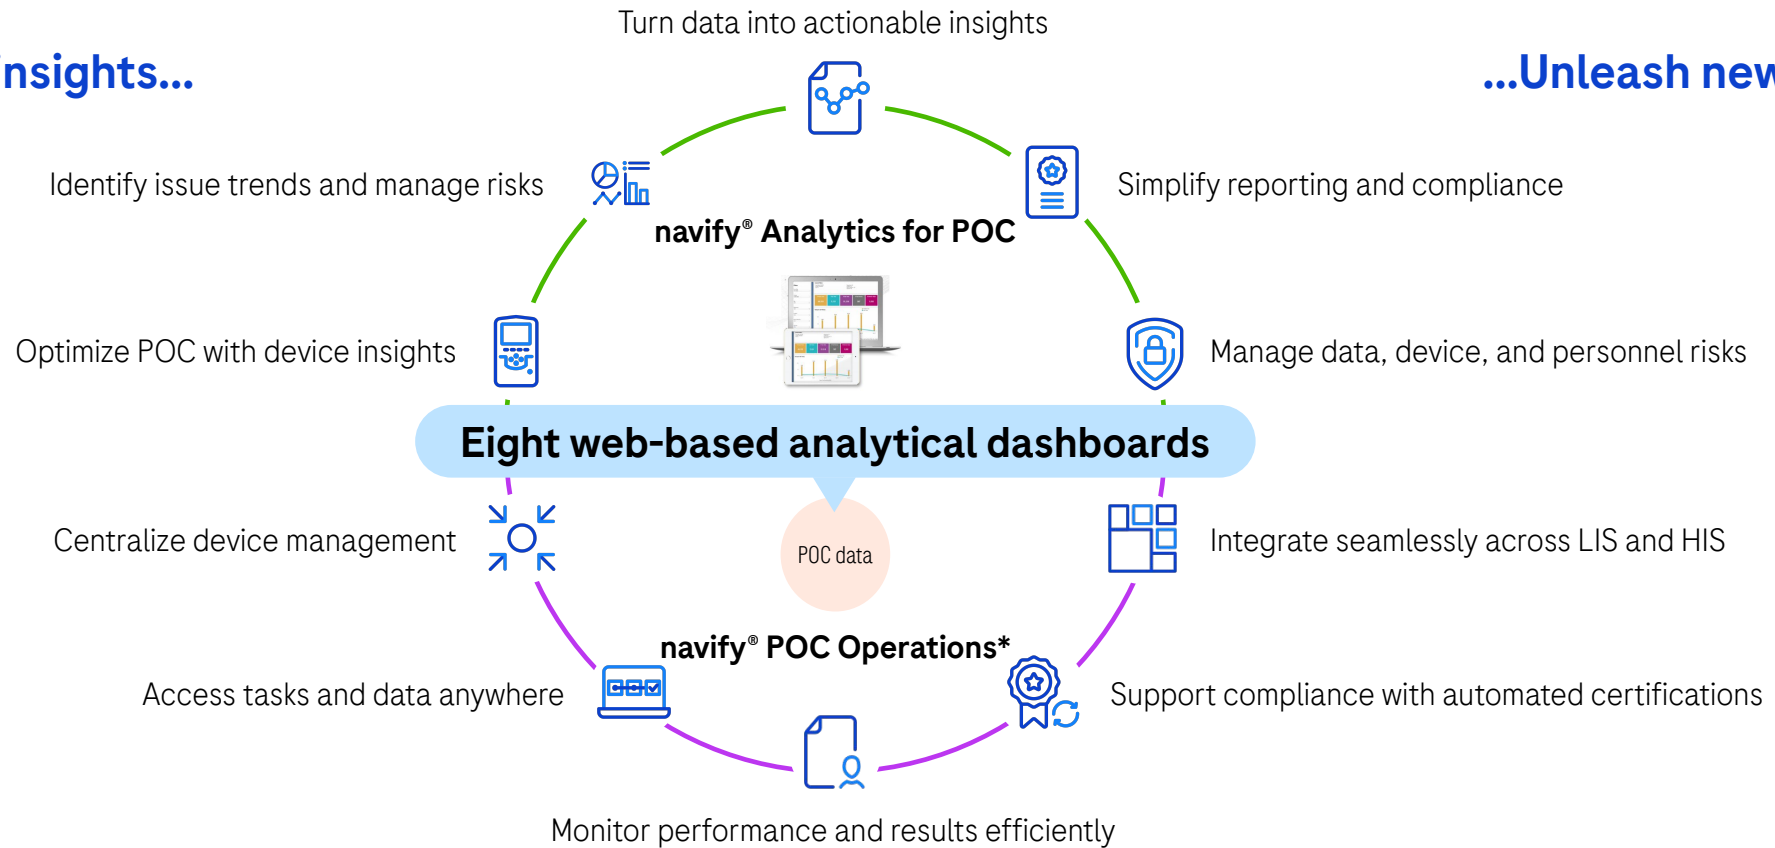 Turn data into actionable insights
insights...
...Unleash new
Identify issue trends and manage risks
Simplify reporting and compliance
navify® Analytics for POC
Optimize POC with device insights
Manage data, device, and personnel risks
Eight web-based analytical dashboards
Centralize device management
Integrate seamlessly across LIS and HIS
POC data
navify® POC Operations*
Access tasks and data anywhere
Support compliance with automated certifications
Monitor performance and results efficiently